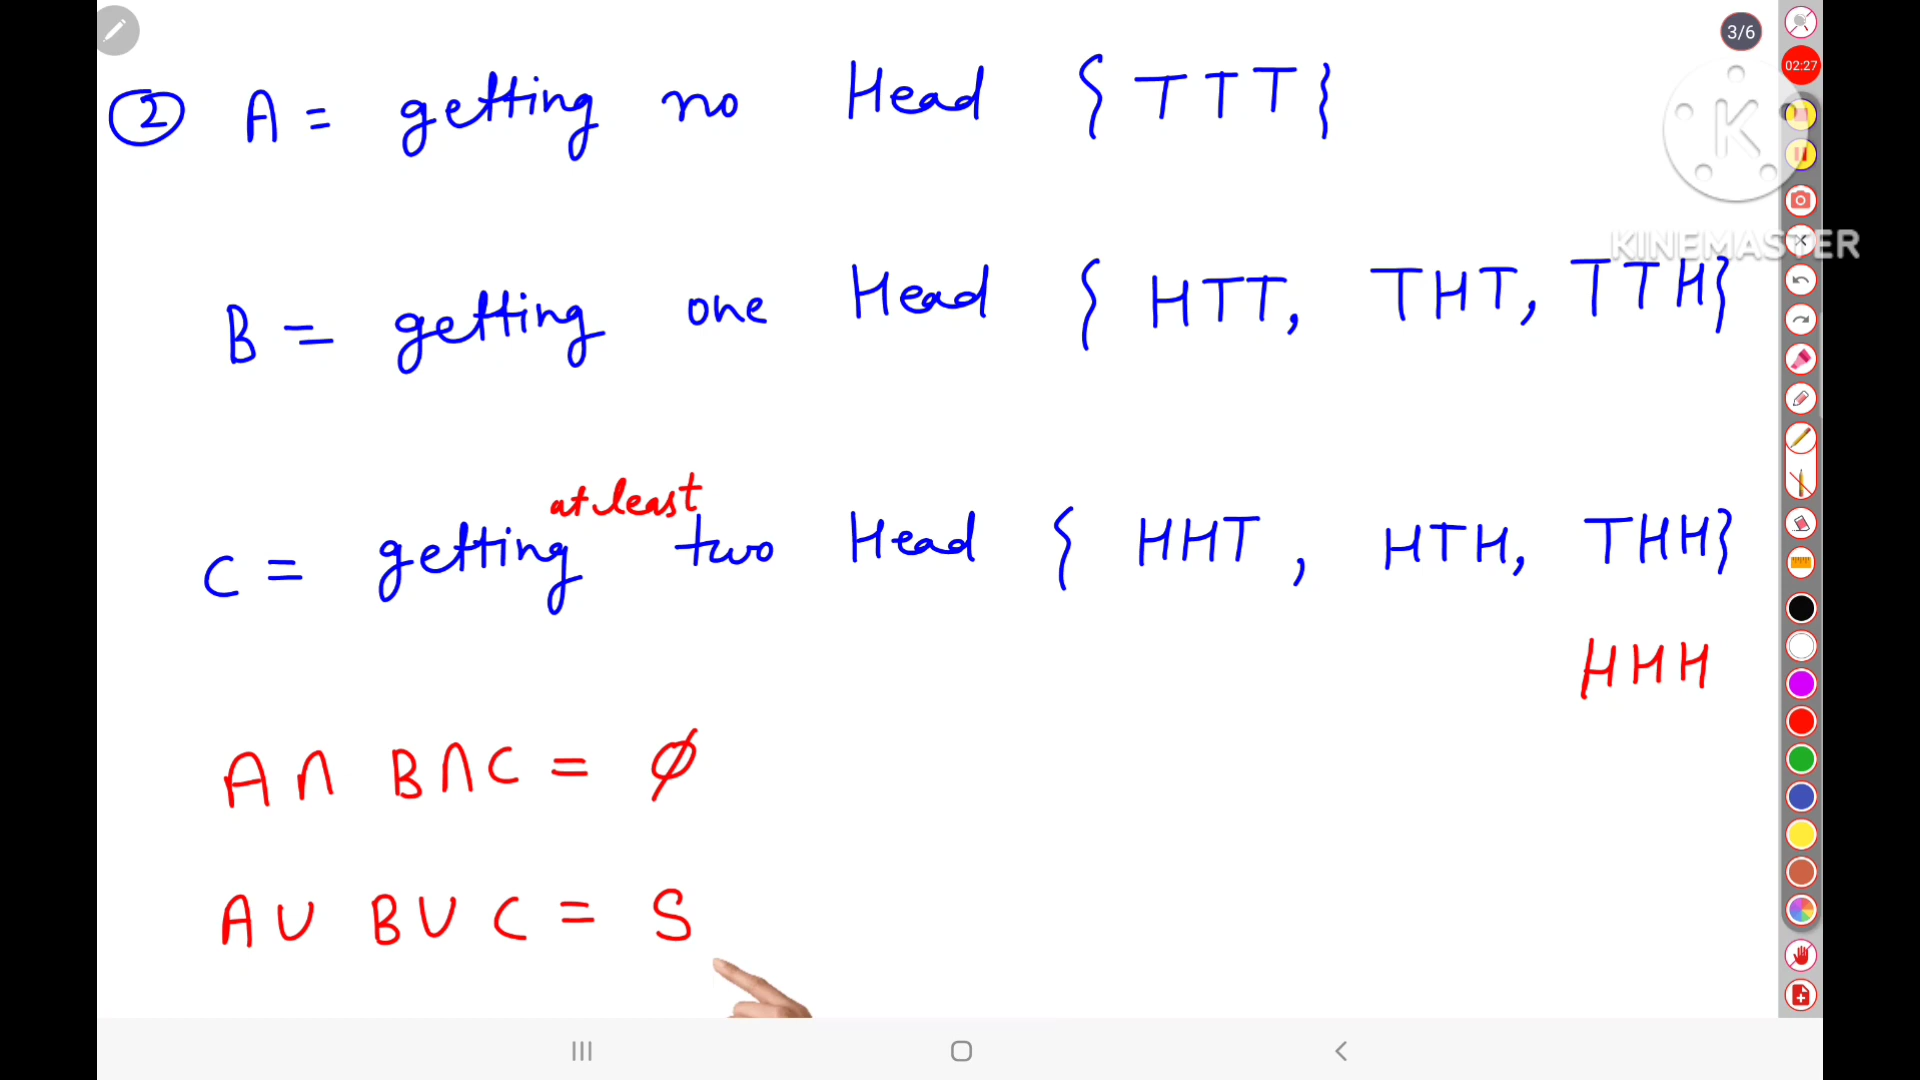 3/6
02:27
② A = getting no Head { TTT}
KINEMASTER
B = getting one Head { HTT, THT, TTH}
at least
C = getting two Head { HHT, HTH, THH}
HHH
A∩ B∩C = ϕ
A∪ B∪ C = S